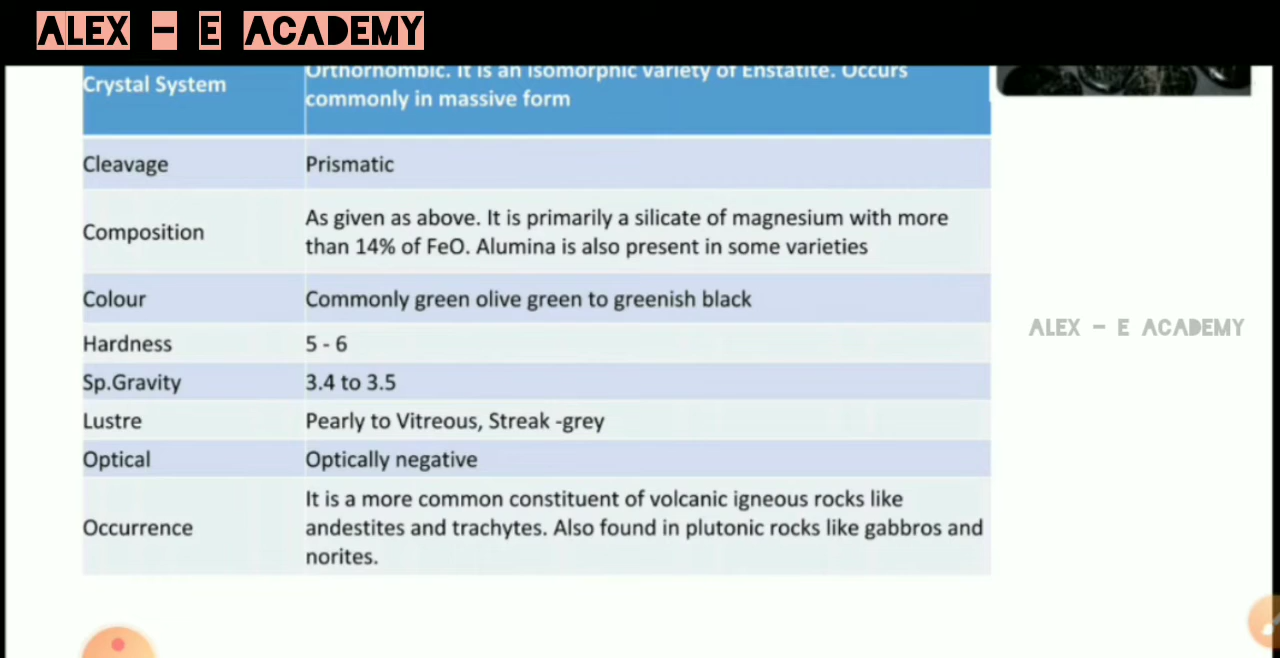 ALEX - E ACADEMY
Orthorhombic. It is an isomorphic variety of Enstatite. Occurs
Crystal System
commonly in massive form
Cleavage
Prismatic
As given as above. It is primarily a silicate of magnesium with more
Composition
than 14% of FeO. Alumina is also present in some varieties
Colour
Commonly green olive green to greenish black
ALEX - E ACADEMY
Hardness
5 - 6
Sp.Gravity
3.4 to 3.5
Lustre
Pearly to Vitreous, Streak -grey
Optical
Optically negative
It is a more common constituent of volcanic igneous rocks like
Occurrence
andestites and trachytes. Also found in plutonic rocks like gabbros and
norites.